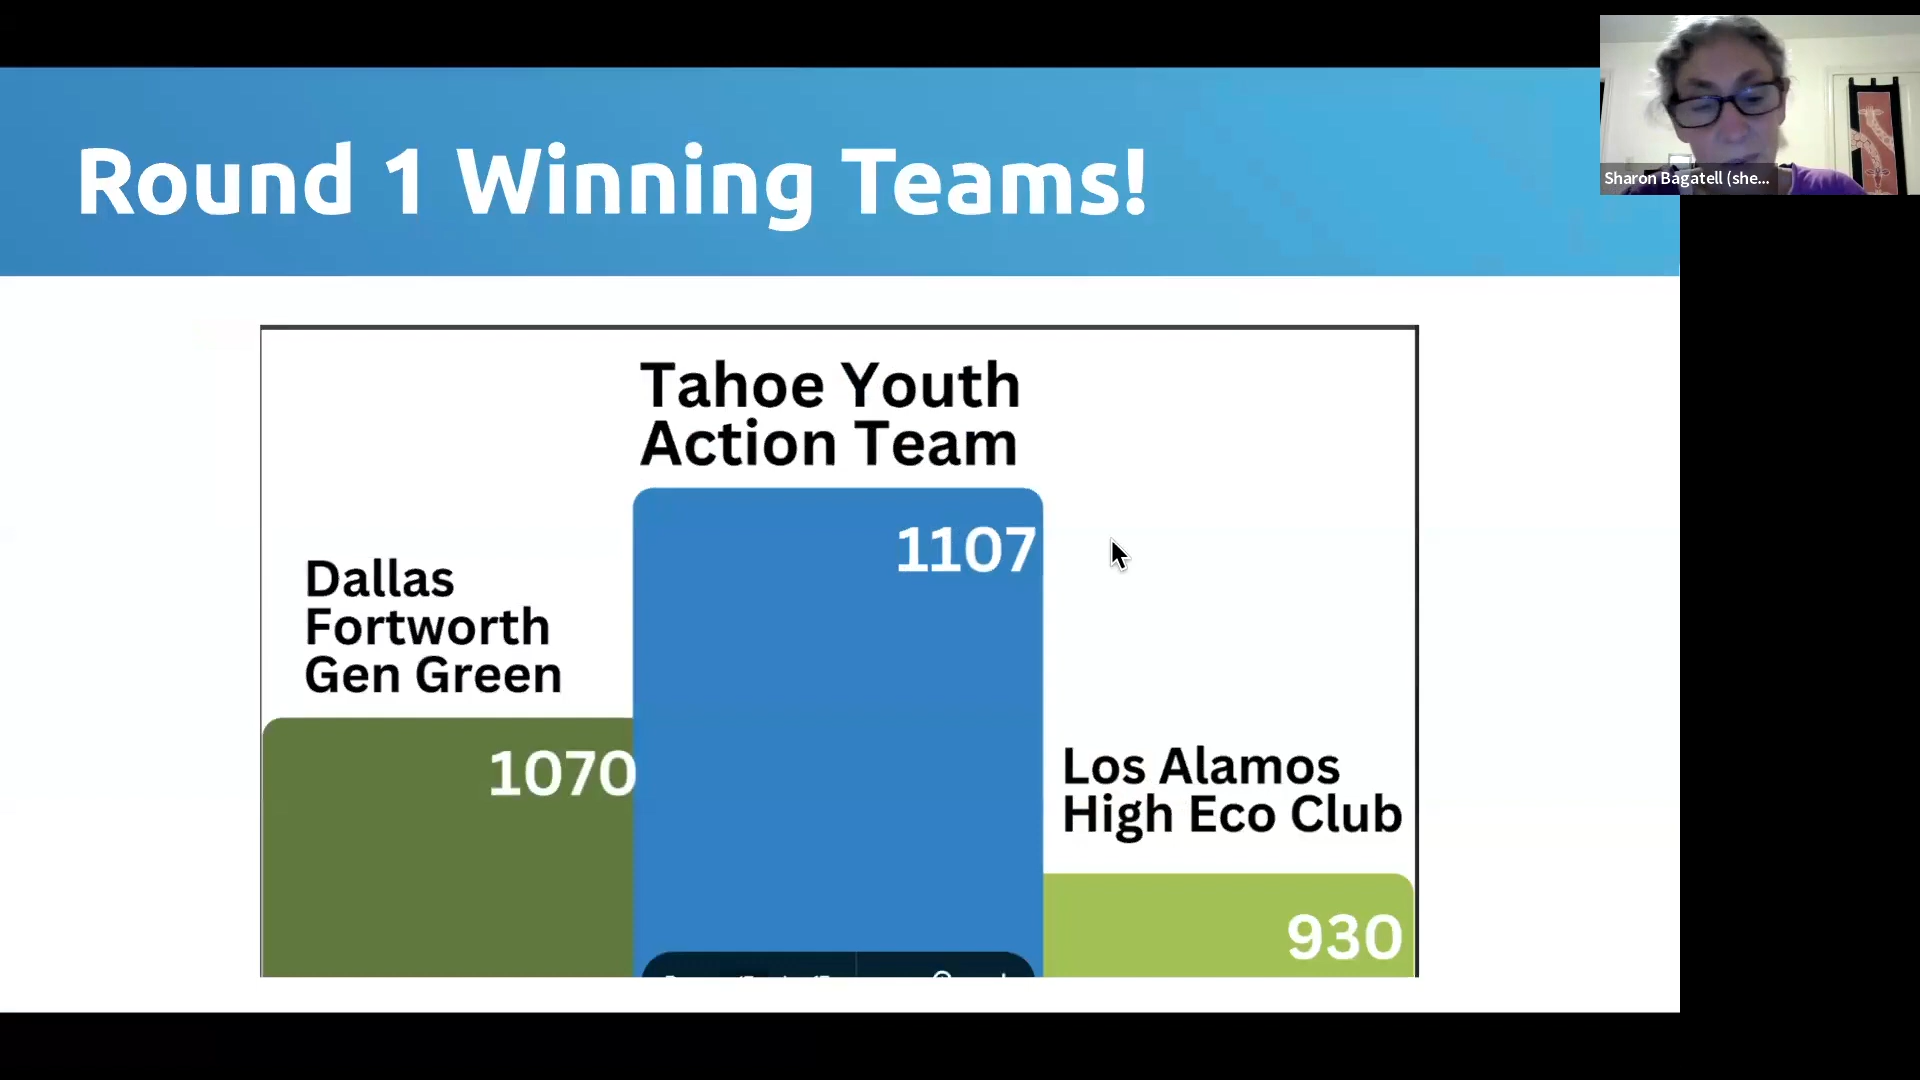 Round 1 Winning Teams!
Sharon Bagatell (she...
Tahoe Youth
Action Team
1107
Dallas
Fortworth
Gen Green
1070
Los Alamos
High Eco Club
930